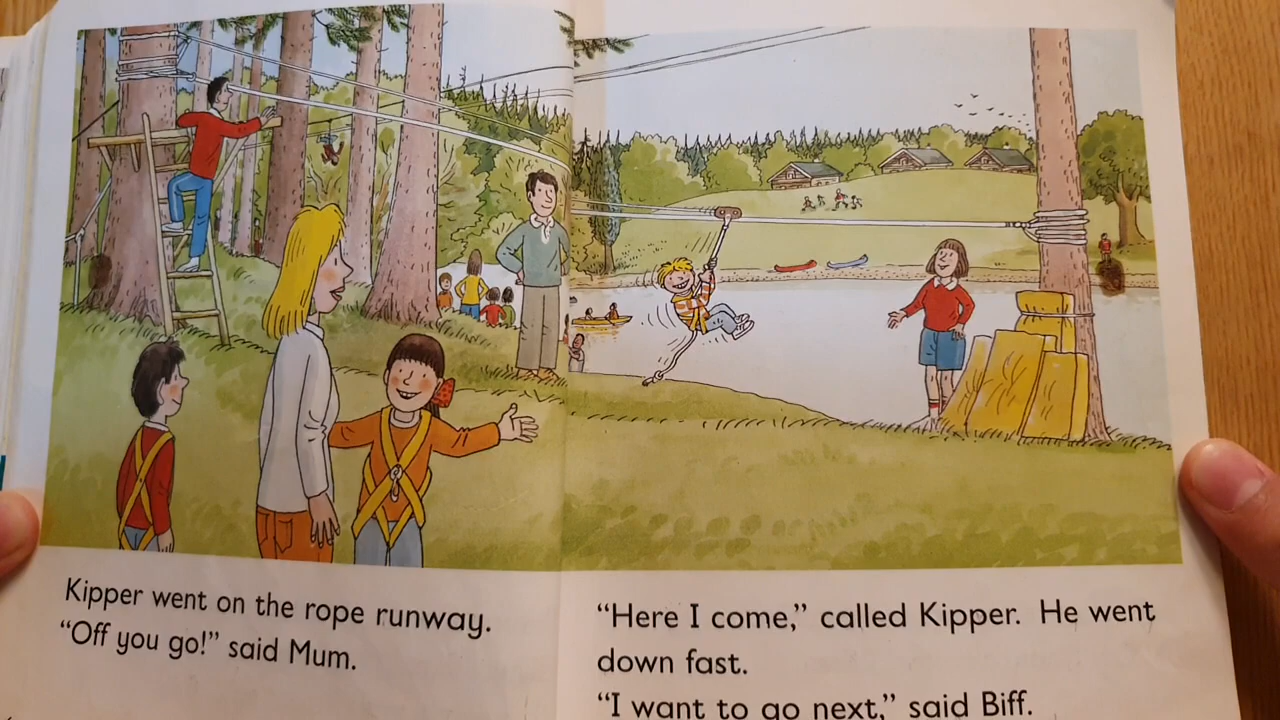 Kipper went on the rope runway.
“Off you go!” said Mum.
“Here I come,” called Kipper. He went
down fast.
“I want to go next,” said Biff.